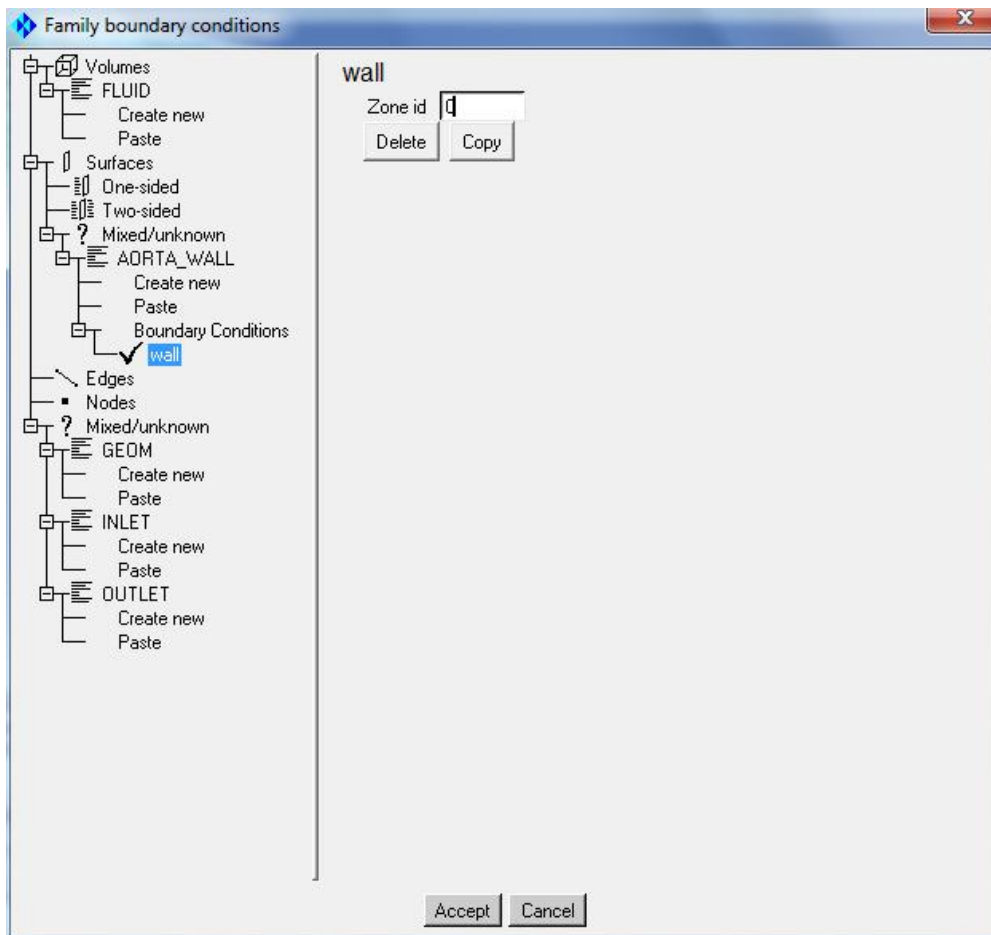 Family boundary conditions
x
Volumes
FLUID
Create new
Paste
Surfaces
One-sided
Two-sided
? Mixed/unknown
AORTA_WALL
Create new
Paste
Boundary Conditions
wall
Edges
Nodes
? Mixed/unknown
GEOM
Create new
Paste
INLET
Create new
Paste
OUTLET
Create new
Paste
wall
Zone id 0
Delete Copy
Accept Cancel